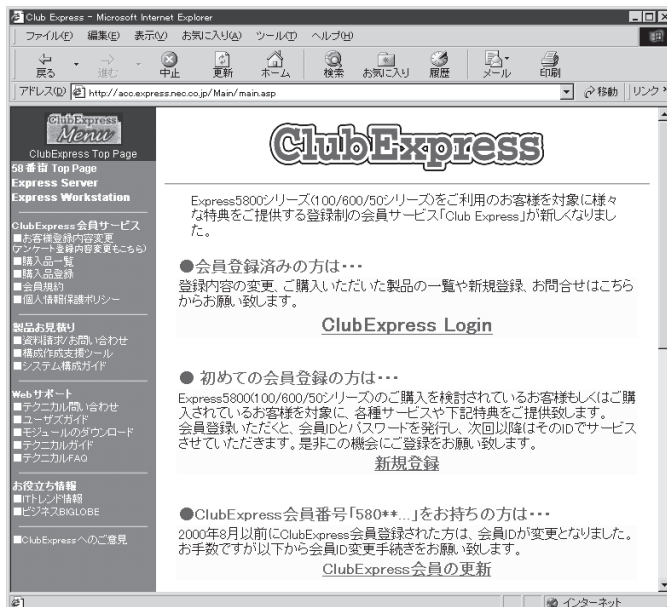 Club Express - Microsoft Internet Explorer
ファイル(F) 編集(E) 表示(V) お気に入り(A) ツール(T) ヘルプ(H)
戻る 進む 中止 更新 ホーム 検索 お気に入り 履歴 メール 印刷
アドレス(D) http://acc.express.nec.co.jp/Main/main.asp 移動 リンク
ClubExpress
Menu
ClubExpress Top Page
58番街 Top Page
Express Server
Express Workstation
ClubExpress会員サービス
■お客様登録内容変更
(アンケート登録内容変更もこちら)
■購入品一覧
■購入品登録
■会員規約
■個人情報保護ポリシー
製品お見積り
■資料請求/お問い合わせ
■構成作成支援ツール
■システム構成ガイド
Webサポート
■テクニカル問い合わせ
■ユーザズガイド
■モジュールのダウンロード
■テクニカルガイド
■テクニカルFAQ
お役立ち情報
■ITトレンド情報
■ビジネスBIGLOBE
■ClubExpressへのご意見
ClubExpress
Express5800シリーズ(100/600/50シリーズ)をご利用のお客様を対象に様々
な特典をご提供する登録制の会員サービス「Club Express」が新しくなりまし
た。
●会員登録済みの方は・・・
登録内容の変更、ご購入いただいた製品の一覧や新規登録、お問合せはこちら
からお願い致します。
ClubExpress Login
● 初めての会員登録の方は・・・
Express5800(100/600/50シリーズ)のご購入を検討されているお客様もしくはご購
入されているお客様を対象に、各種サービスや下記特典をご提供致します。
会員登録いただくと、会員IDとパスワードを発行し、次回以降はそのIDでサービス
させていただきます。是非この機会にご登録をお願い致します。
新規登録
●ClubExpress会員番号「580**...」をお持ちの方は・・・
2000年8月以前にClubExpress会員登録された方は、会員IDが変更となりました。
お手数ですが以下から会員ID変更手続きをお願い致します。
ClubExpress会員の更新
インターネット